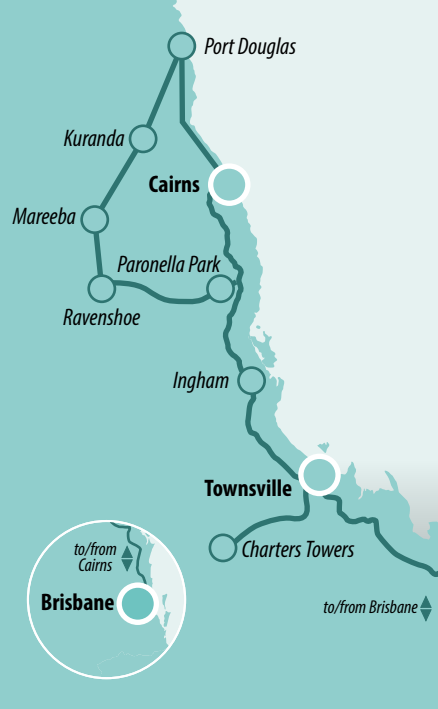 Port Douglas
Kuranda
Cairns
Mareeba
Paronella Park
Ravenshoe
Ingham
Townsville
Charters Towers
to/from
Cairns
Brisbane
to/from Brisbane